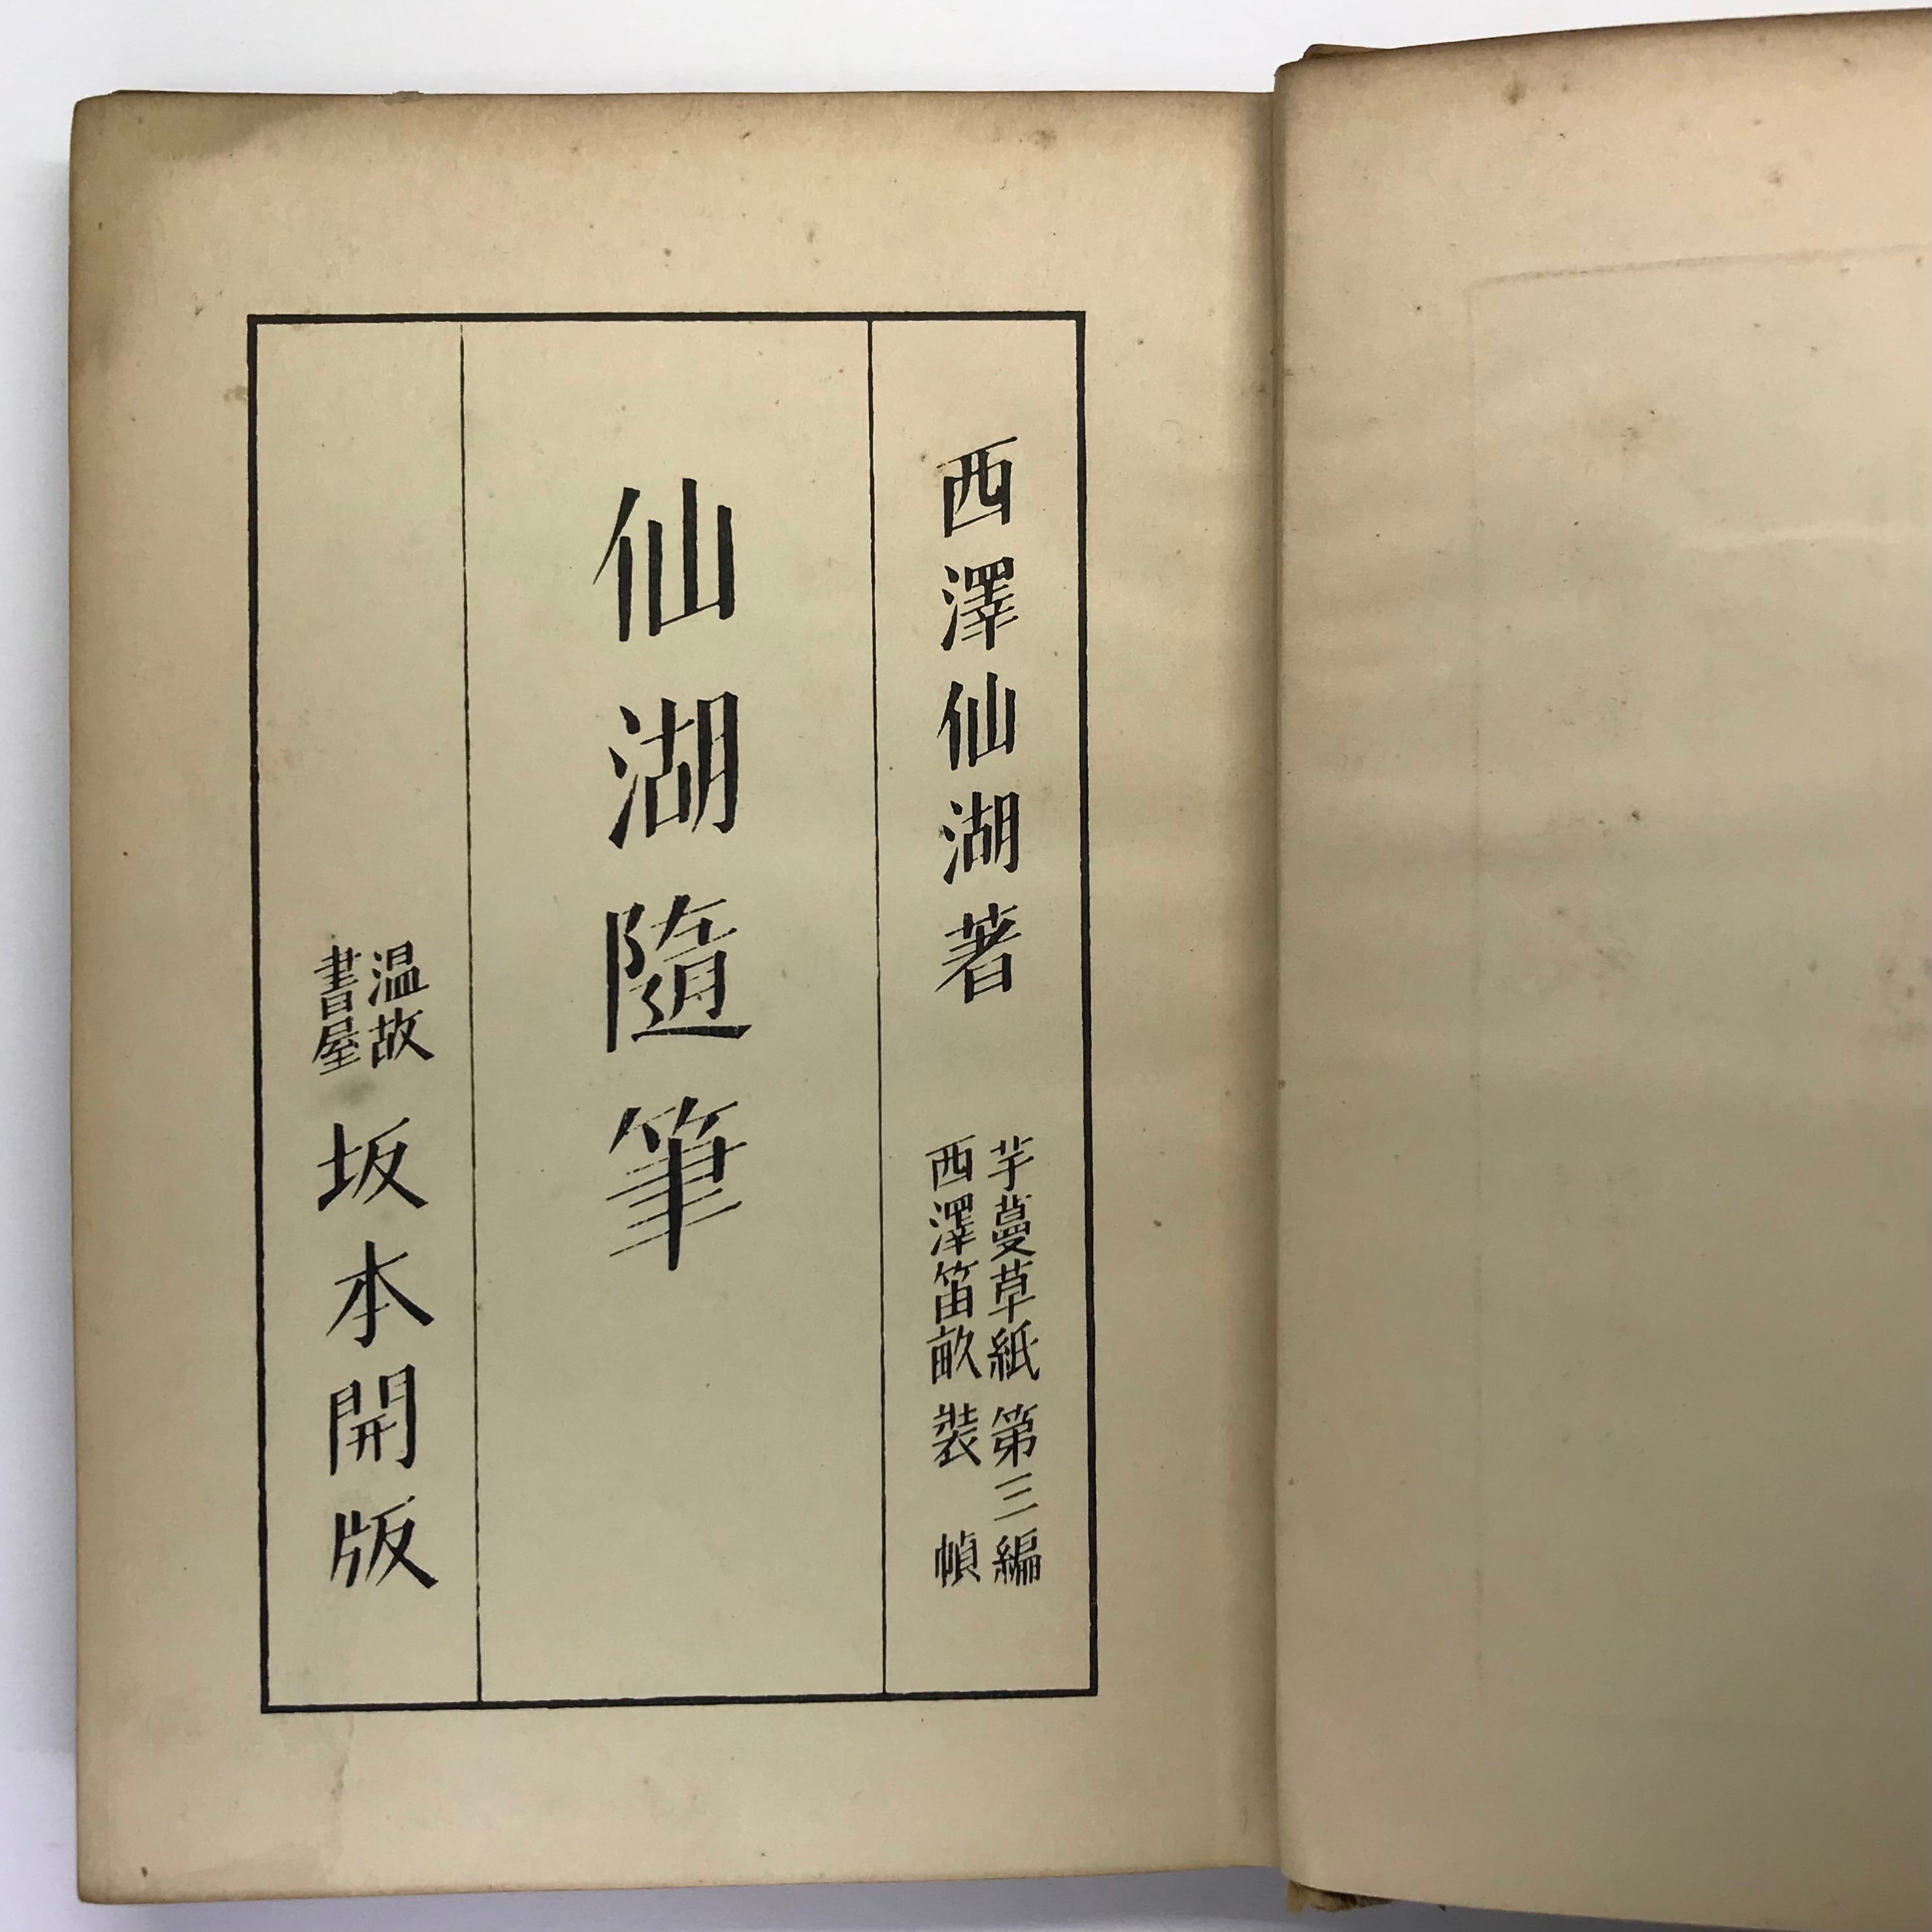 西澤仙湖著
芋蔓草紙 第三編
西澤笛畝 装 幀
仙湖隨筆
温故
書屋
坂本開版